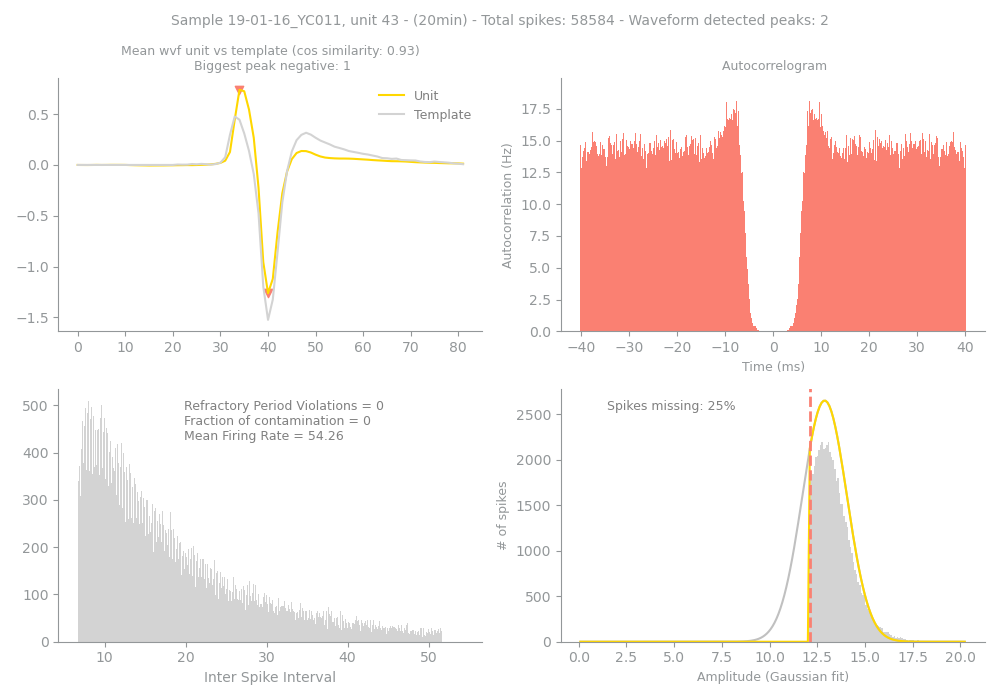 Sample 19-01-16_YC011, unit 43 - (20min) - Total spikes: 58584 - Waveform detected peaks: 2
Mean wvf unit vs template (cos similarity: 0.93)
Biggest peak negative: 1
Unit
Template
0.5
0.0
−0.5
−1.0
−1.5
0 10 20 30 40 50 60 70 80
Autocorrelogram
Autocorrelation (Hz)
17.5
15.0
12.5
10.0
7.5
5.0
2.5
0.0
−40 −30 −20 −10 0 10 20 30 40
Time (ms)
Refractory Period Violations = 0
Fraction of contamination = 0
Mean Firing Rate = 54.26
500
400
300
200
100
0
10 20 30 40 50
Inter Spike Interval
Spikes missing: 25%
# of spikes
2500
2000
1500
1000
500
0
0.0 2.5 5.0 7.5 10.0 12.5 15.0 17.5 20.0
Amplitude (Gaussian fit)